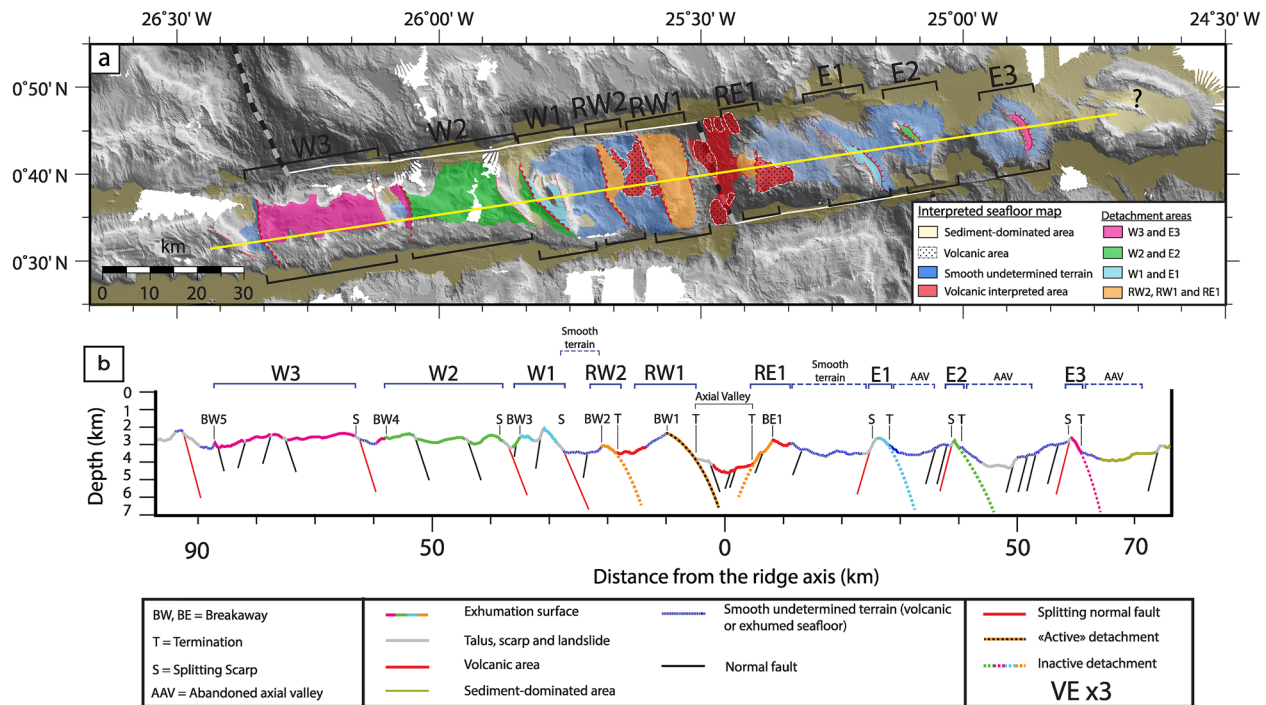 26˚30' W 26˚00' W 25˚30' W 25˚00' W 24˚30' W
a
0˚50' N
0˚40' N
0˚30' N
W3 W2 W1 RW2 RW1 RE1 E1 E2 E3
?
km
0 10 20 30
Interpreted seafloor map
Sediment-dominated area
Volcanic area
Smooth undetermined terrain
Volcanic interpreted area
Detachment areas
W3 and E3
W2 and E2
W1 and E1
RW2, RW1 and RE1
b
Smooth
terrain
W3 W2 W1 RW2 RW1 RE1 Smooth terrain E1 AAV E2 AAV E3 AAV
Axial Valley
BW5 S BW4 S BW3 S BW2 T BW1 T T BE1 S T S T S T
Depth (km)
0
1
2
3
4
5
6
7
90 50 0 50 70
Distance from the ridge axis (km)
BW, BE = Breakaway
T = Termination
S = Splitting Scarp
AAV = Abandoned axial valley
Exhumation surface
Talus, scarp and landslide
Volcanic area
Sediment-dominated area
Smooth undetermined terrain (volcanic
or exhumed seafloor)
Normal fault
Splitting normal fault
«Active» detachment
Inactive detachment
VE x3